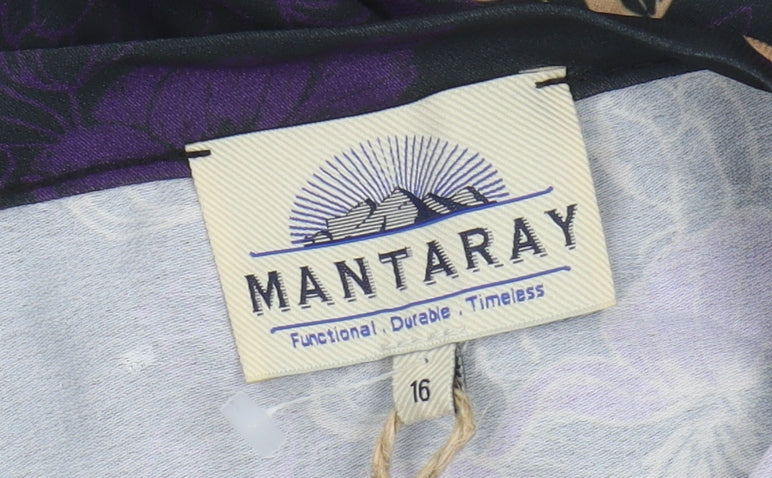 MANTARAY
Functional . Durable . Timeless
16